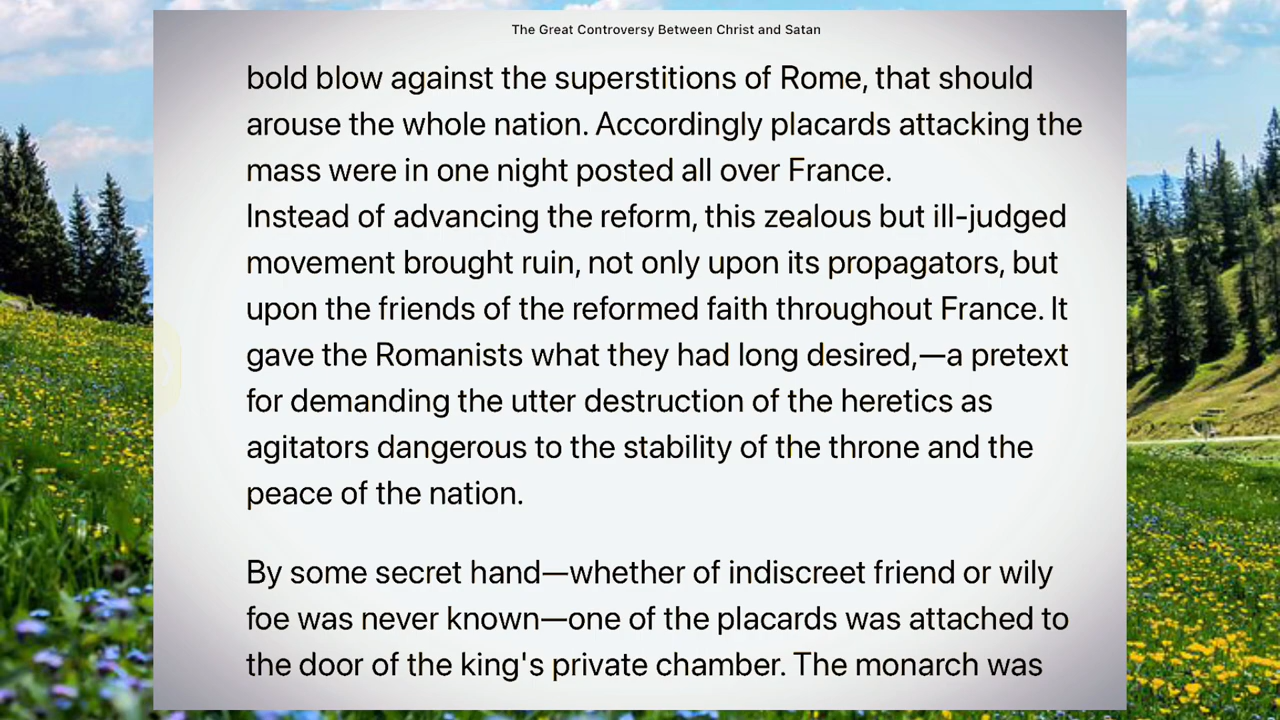 The Great Controversy Between Christ and Satan
bold blow against the superstitions of Rome, that should
arouse the whole nation. Accordingly placards attacking the
mass were in one night posted all over France.
Instead of advancing the reform, this zealous but ill-judged
movement brought ruin, not only upon its propagators, but
upon the friends of the reformed faith throughout France. It
gave the Romanists what they had long desired,—a pretext
for demanding the utter destruction of the heretics as
agitators dangerous to the stability of the throne and the
peace of the nation.
By some secret hand—whether of indiscreet friend or wily
foe was never known—one of the placards was attached to
the door of the king's private chamber. The monarch was